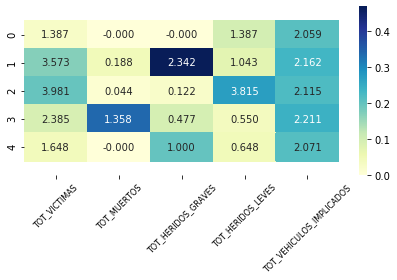 0 1.387 -0.000 -0.000 1.387 2.059
1 3.573 0.188 2.342 1.043 2.162
2 3.981 0.044 0.122 3.815 2.115
3 2.385 1.358 0.477 0.550 2.211
4 1.648 -0.000 1.000 0.648 2.071
TOT_VICTIMAS TOT_MUERTOS TOT_HERIDOS_GRAVES TOT_HERIDOS_LEVES TOT_VEHICULOS_IMPLICADOS
0.4
0.3
0.2
0.1
0.0